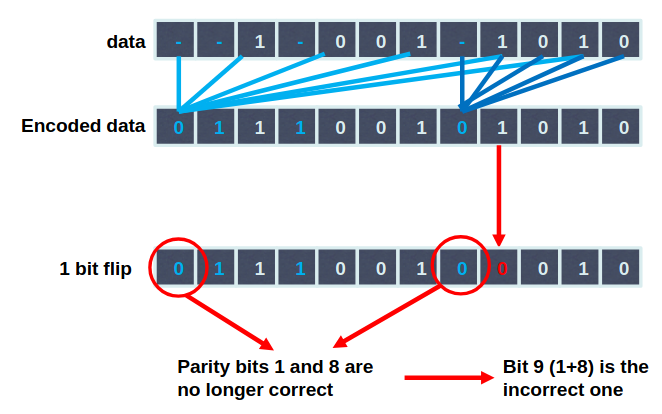 data - - 1 - 0 0 1 - 1 0 1 0
Encoded data 0 1 1 1 0 0 1 0 1 0 1 0
1 bit flip 0 1 1 1 0 0 1 0 0 0 1 0
Parity bits 1 and 8 are
no longer correct
Bit 9 (1+8) is the
incorrect one